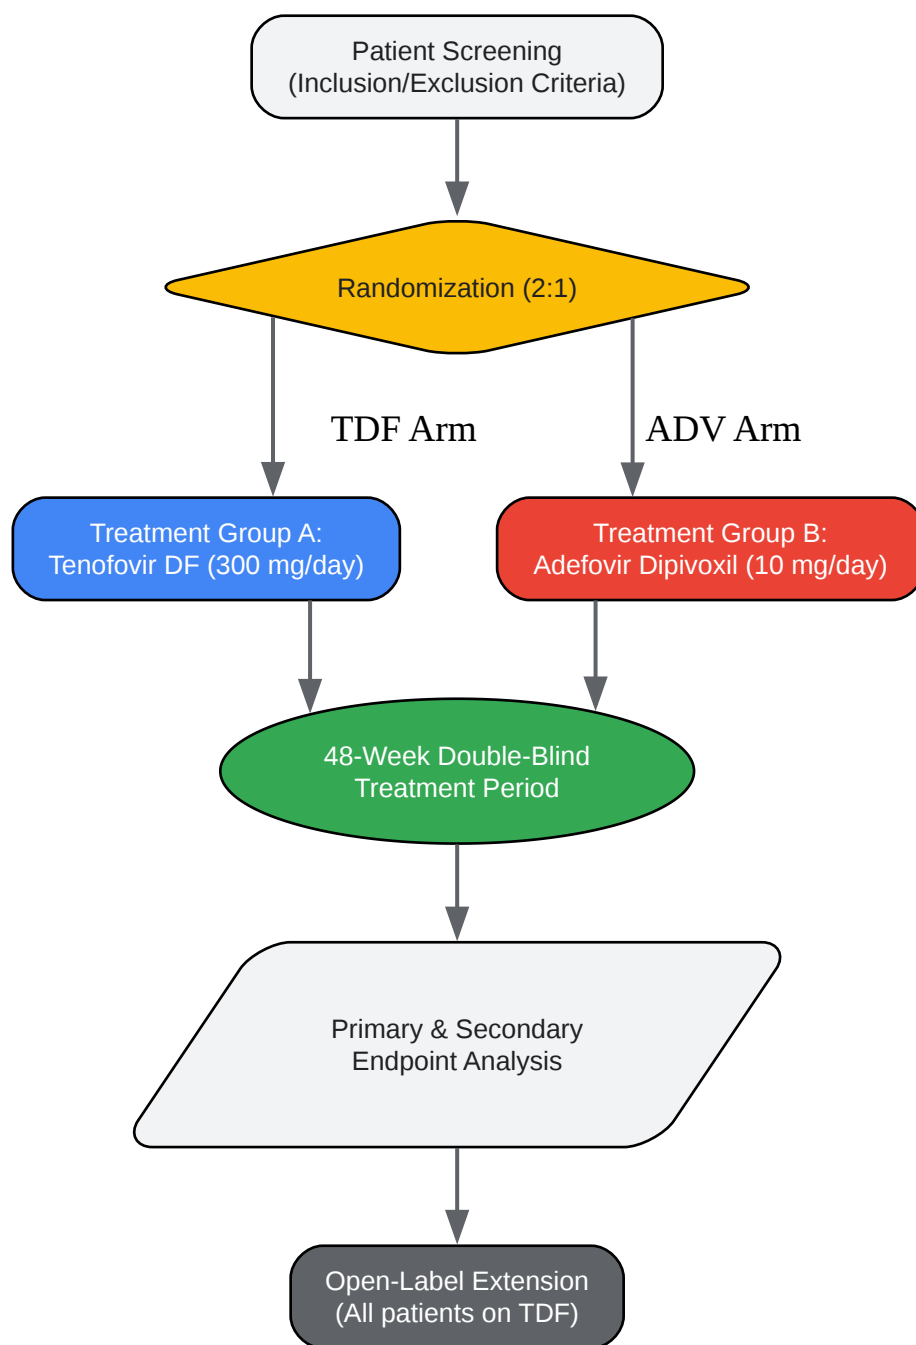 Patient Screening
(Inclusion/Exclusion Criteria)
Randomization (2:1)
TDF Arm
ADV Arm
Treatment Group A:
Tenofovir DF (300 mg/day)
Treatment Group B:
Adefovir Dipivoxil (10 mg/day)
48-Week Double-Blind
Treatment Period
Primary & Secondary
Endpoint Analysis
Open-Label Extension
(All patients on TDF)